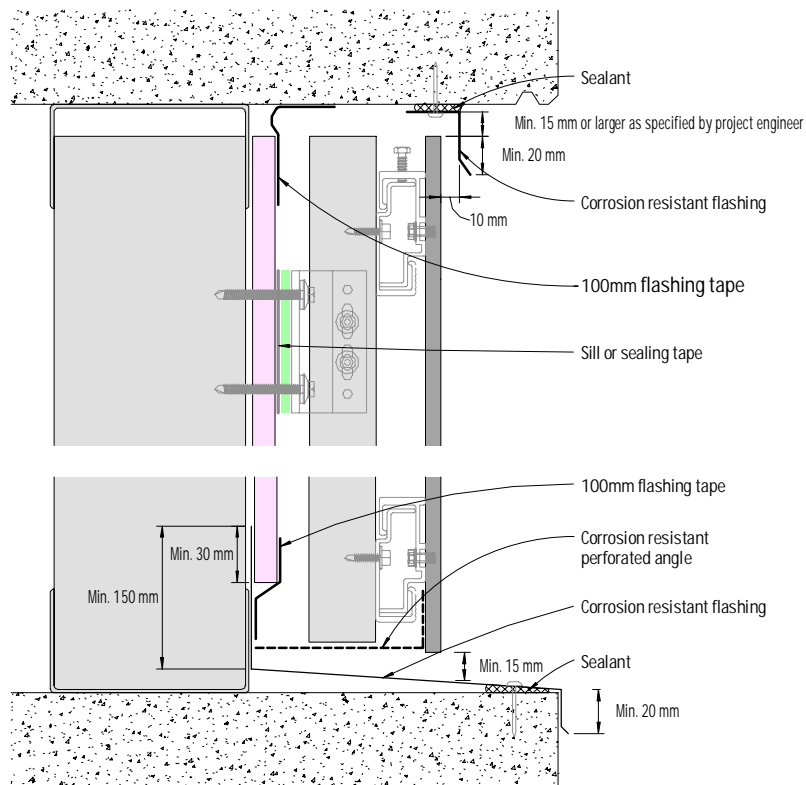 Sealant
Min. 15 mm or larger as specified by project engineer
Min. 20 mm
Corrosion resistant flashing
10 mm
100mm flashing tape
Sill or sealing tape
100mm flashing tape
Corrosion resistant
perforated angle
Min. 30 mm
Min. 150 mm
Corrosion resistant flashing
Min. 15 mm
Sealant
Min. 20 mm